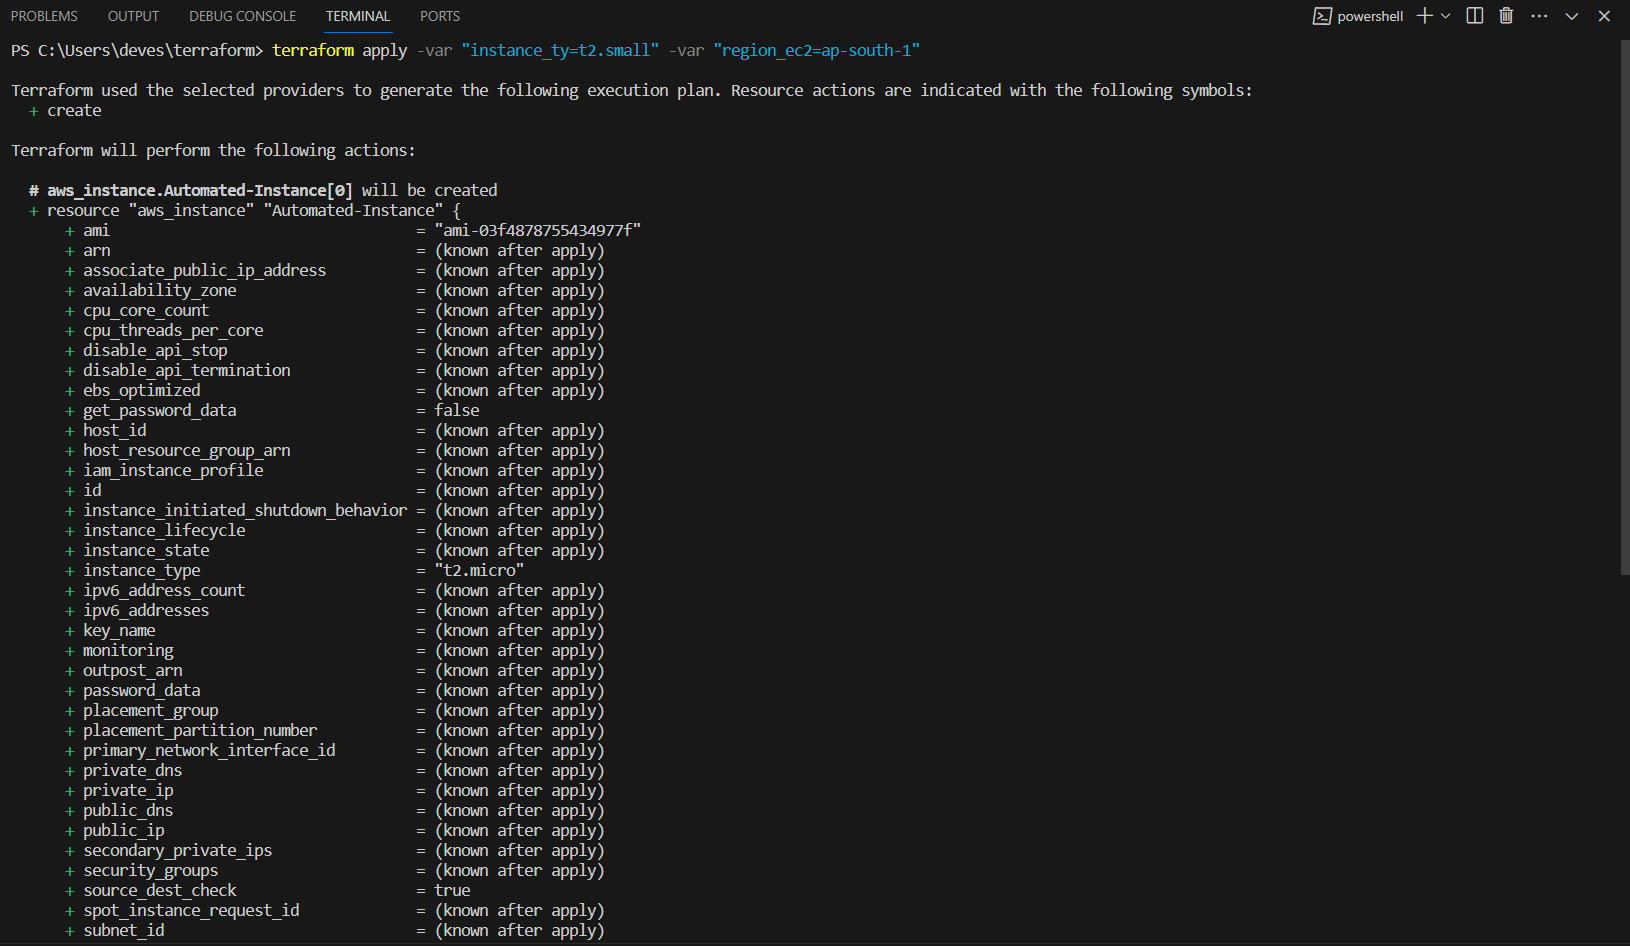 PROBLEMS OUTPUT DEBUG CONSOLE TERMINAL PORTS powershell
PS C:\Users\deves\terraform> terraform apply -var "instance_ty=t2.small" -var "region_ec2=ap-south-1"
Terraform used the selected providers to generate the following execution plan. Resource actions are indicated with the following symbols:
+ create
Terraform will perform the following actions:
# aws_instance.Automated-Instance[0] will be created
+ resource "aws_instance" "Automated-Instance" {
+ ami = "ami-03f4878755434977f"
+ arn = (known after apply)
+ associate_public_ip_address = (known after apply)
+ availability_zone = (known after apply)
+ cpu_core_count = (known after apply)
+ cpu_threads_per_core = (known after apply)
+ disable_api_stop = (known after apply)
+ disable_api_termination = (known after apply)
+ ebs_optimized = (known after apply)
+ get_password_data = false
+ host_id = (known after apply)
+ host_resource_group_arn = (known after apply)
+ iam_instance_profile = (known after apply)
+ id = (known after apply)
+ instance_initiated_shutdown_behavior = (known after apply)
+ instance_lifecycle = (known after apply)
+ instance_state = (known after apply)
+ instance_type = "t2.micro"
+ ipv6_address_count = (known after apply)
+ ipv6_addresses = (known after apply)
+ key_name = (known after apply)
+ monitoring = (known after apply)
+ outpost_arn = (known after apply)
+ password_data = (known after apply)
+ placement_group = (known after apply)
+ placement_partition_number = (known after apply)
+ primary_network_interface_id = (known after apply)
+ private_dns = (known after apply)
+ private_ip = (known after apply)
+ public_dns = (known after apply)
+ public_ip = (known after apply)
+ secondary_private_ips = (known after apply)
+ security_groups = (known after apply)
+ source_dest_check = true
+ spot_instance_request_id = (known after apply)
+ subnet_id = (known after apply)